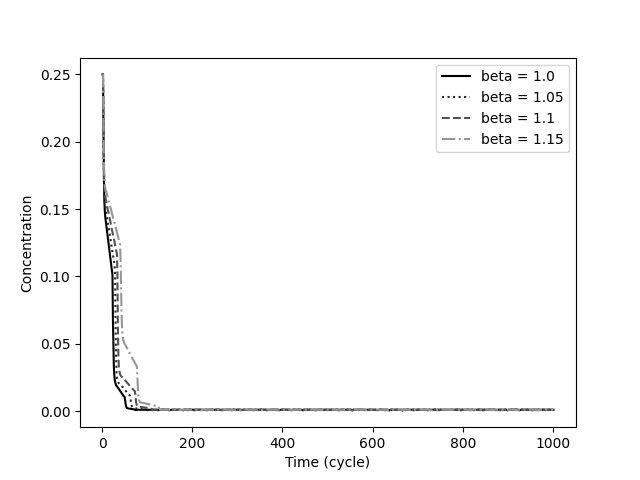 beta = 1.0
beta = 1.05
beta = 1.1
beta = 1.15
0.25
0.20
0.15
0.10
0.05
0.00
Concentration
0 200 400 600 800 1000
Time (cycle)